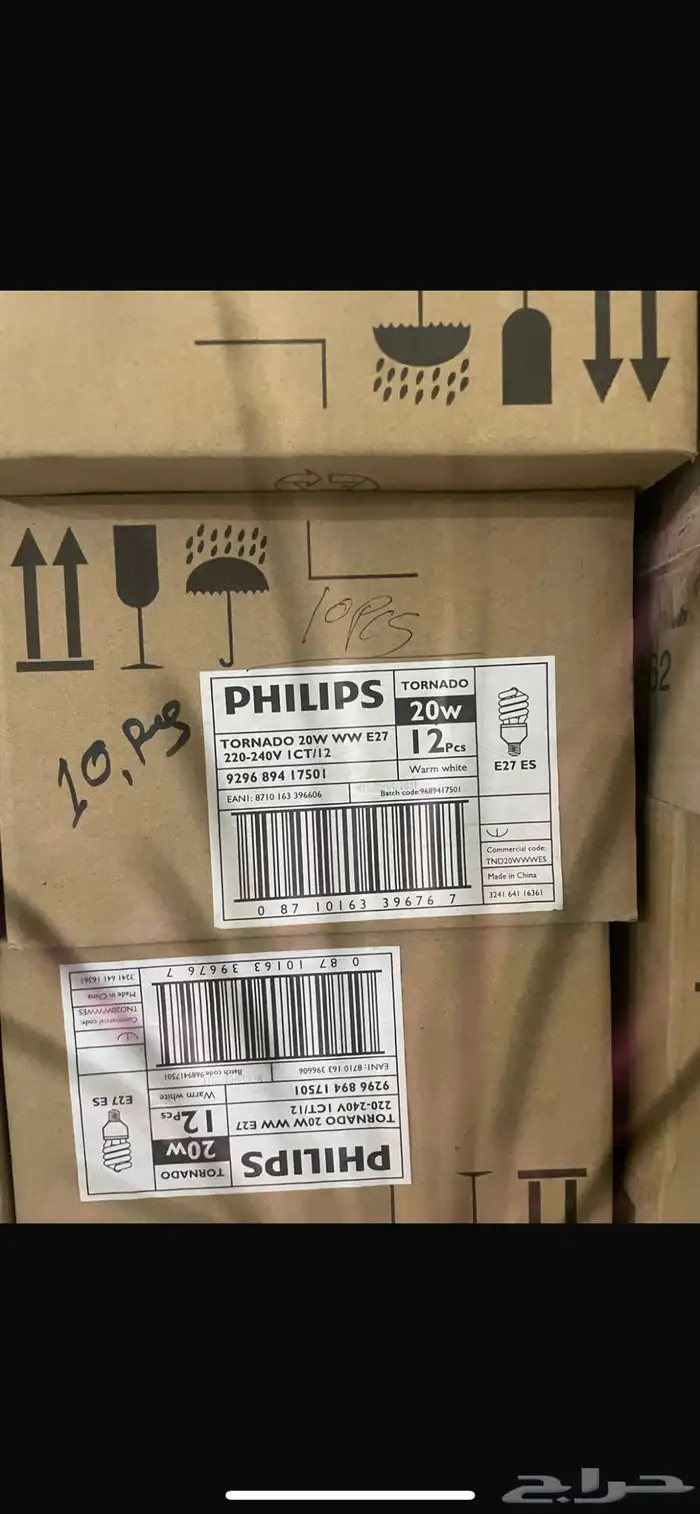 10PCS
10, Pcs
PHILIPS
TORNADO
20W
TORNADO 20W WW E27
220-240V 1CT/12
12Pcs
9296 894 17501
Warm white
E27 ES
EAN1: 8710 163 396606
Batch code:9689417501
Commercial code:
TND20WWWES
Made in China
3241 641 16361
0 87 10163 39676 7
62
0 87 10163 39676 7
3241 641 16361
Made in China
Commercial code:
TND20WWWES
EAN1: 8710 163 396606
Batch code:9689417501
9296 894 17501
Warm white
E27 ES
TORNADO 20W WW E27
220-240V 1CT/12
12Pcs
20W
PHILIPS
TORNADO
حراج